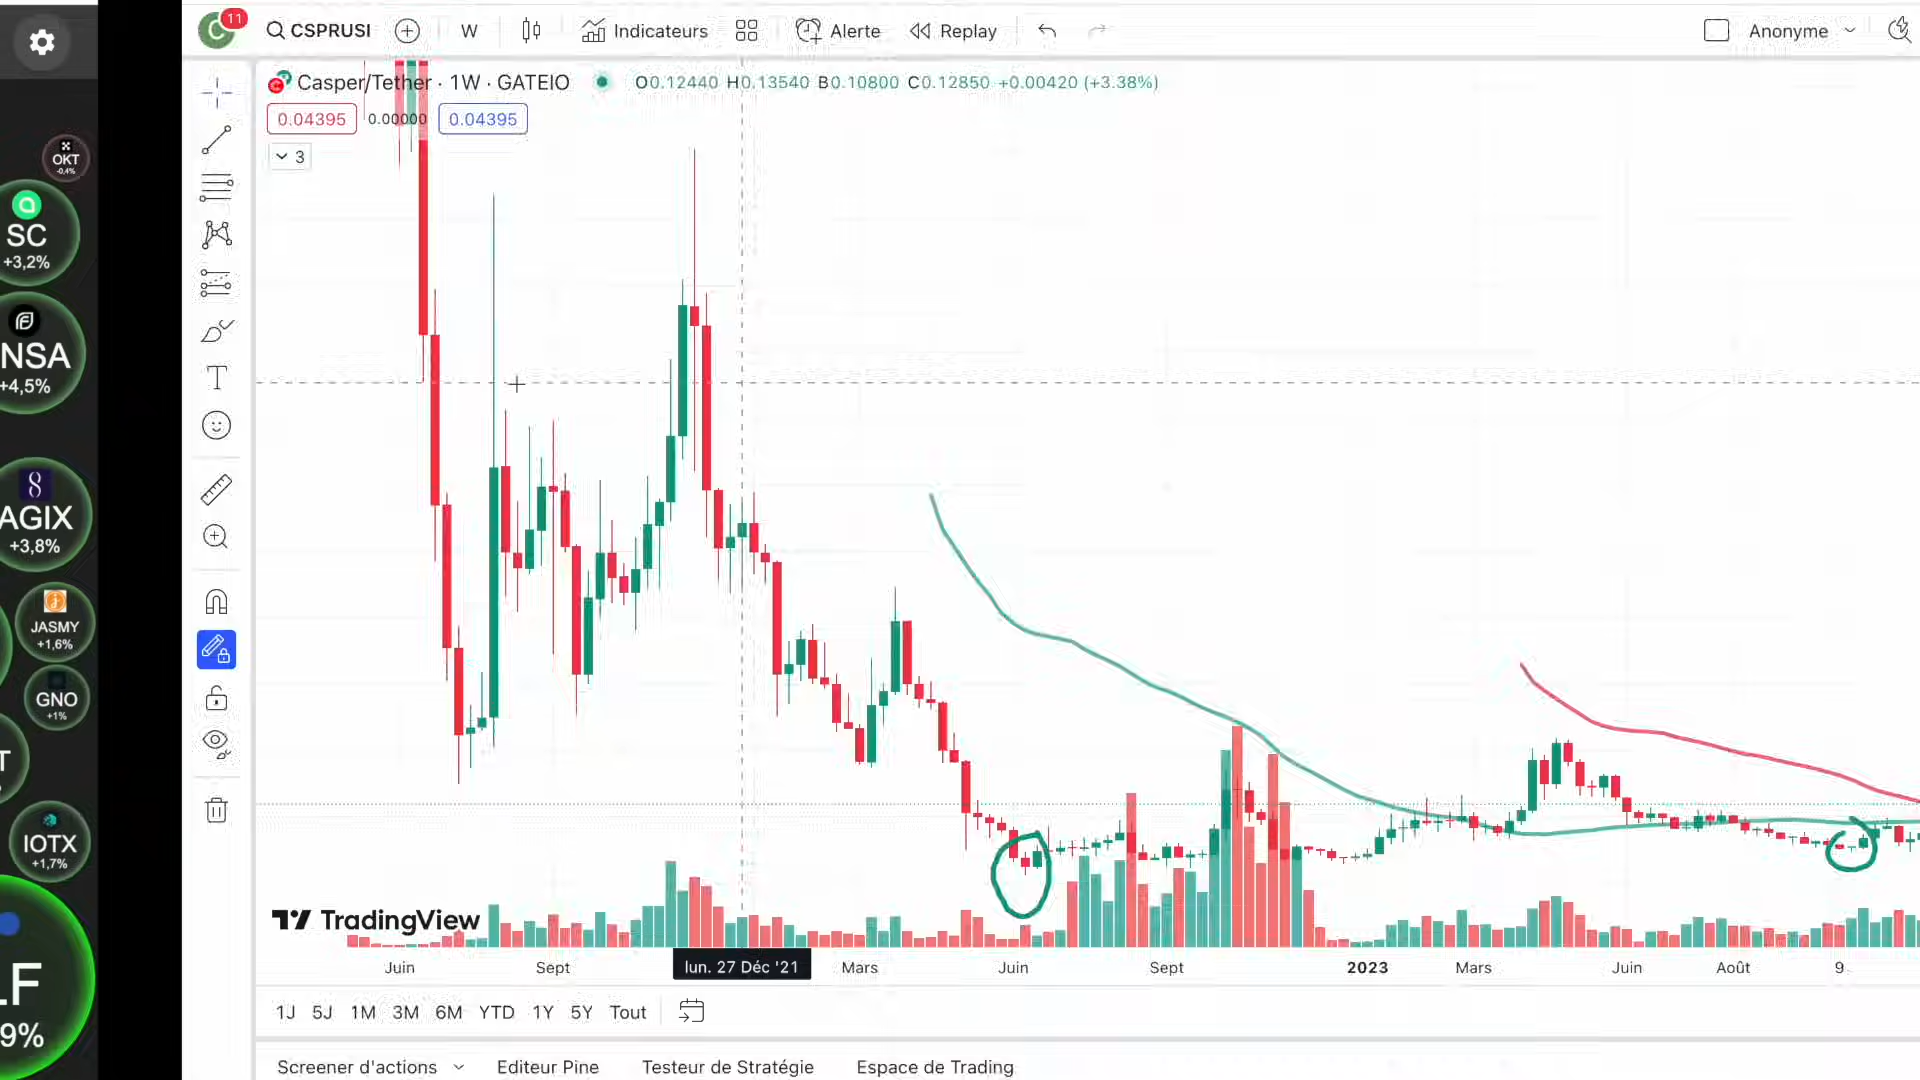 OKT
-0,4%
SC
+3,2%
NSA
+4,5%
AGIX
+3,8%
JASMY
+1,6%
GNO
+1%
T
IOTX
+1,7%
LF
9%
C
11
CSPRUSI
W
Indicateurs
Alerte
Replay
Anonyme
Casper/Tether · 1W · GATEIO
O0.12440 H0.13540 B0.10800 C0.12850 +0.00420 (+3.38%)
0.04395 0.00000 0.04395
3
TradingView
Juin Sept lun. 27 Déc '21 Mars Juin Sept 2023 Mars Juin Août 9
1J 5J 1M 3M 6M YTD 1Y 5Y Tout
Screener d'actions Editeur Pine Testeur de Stratégie Espace de Trading